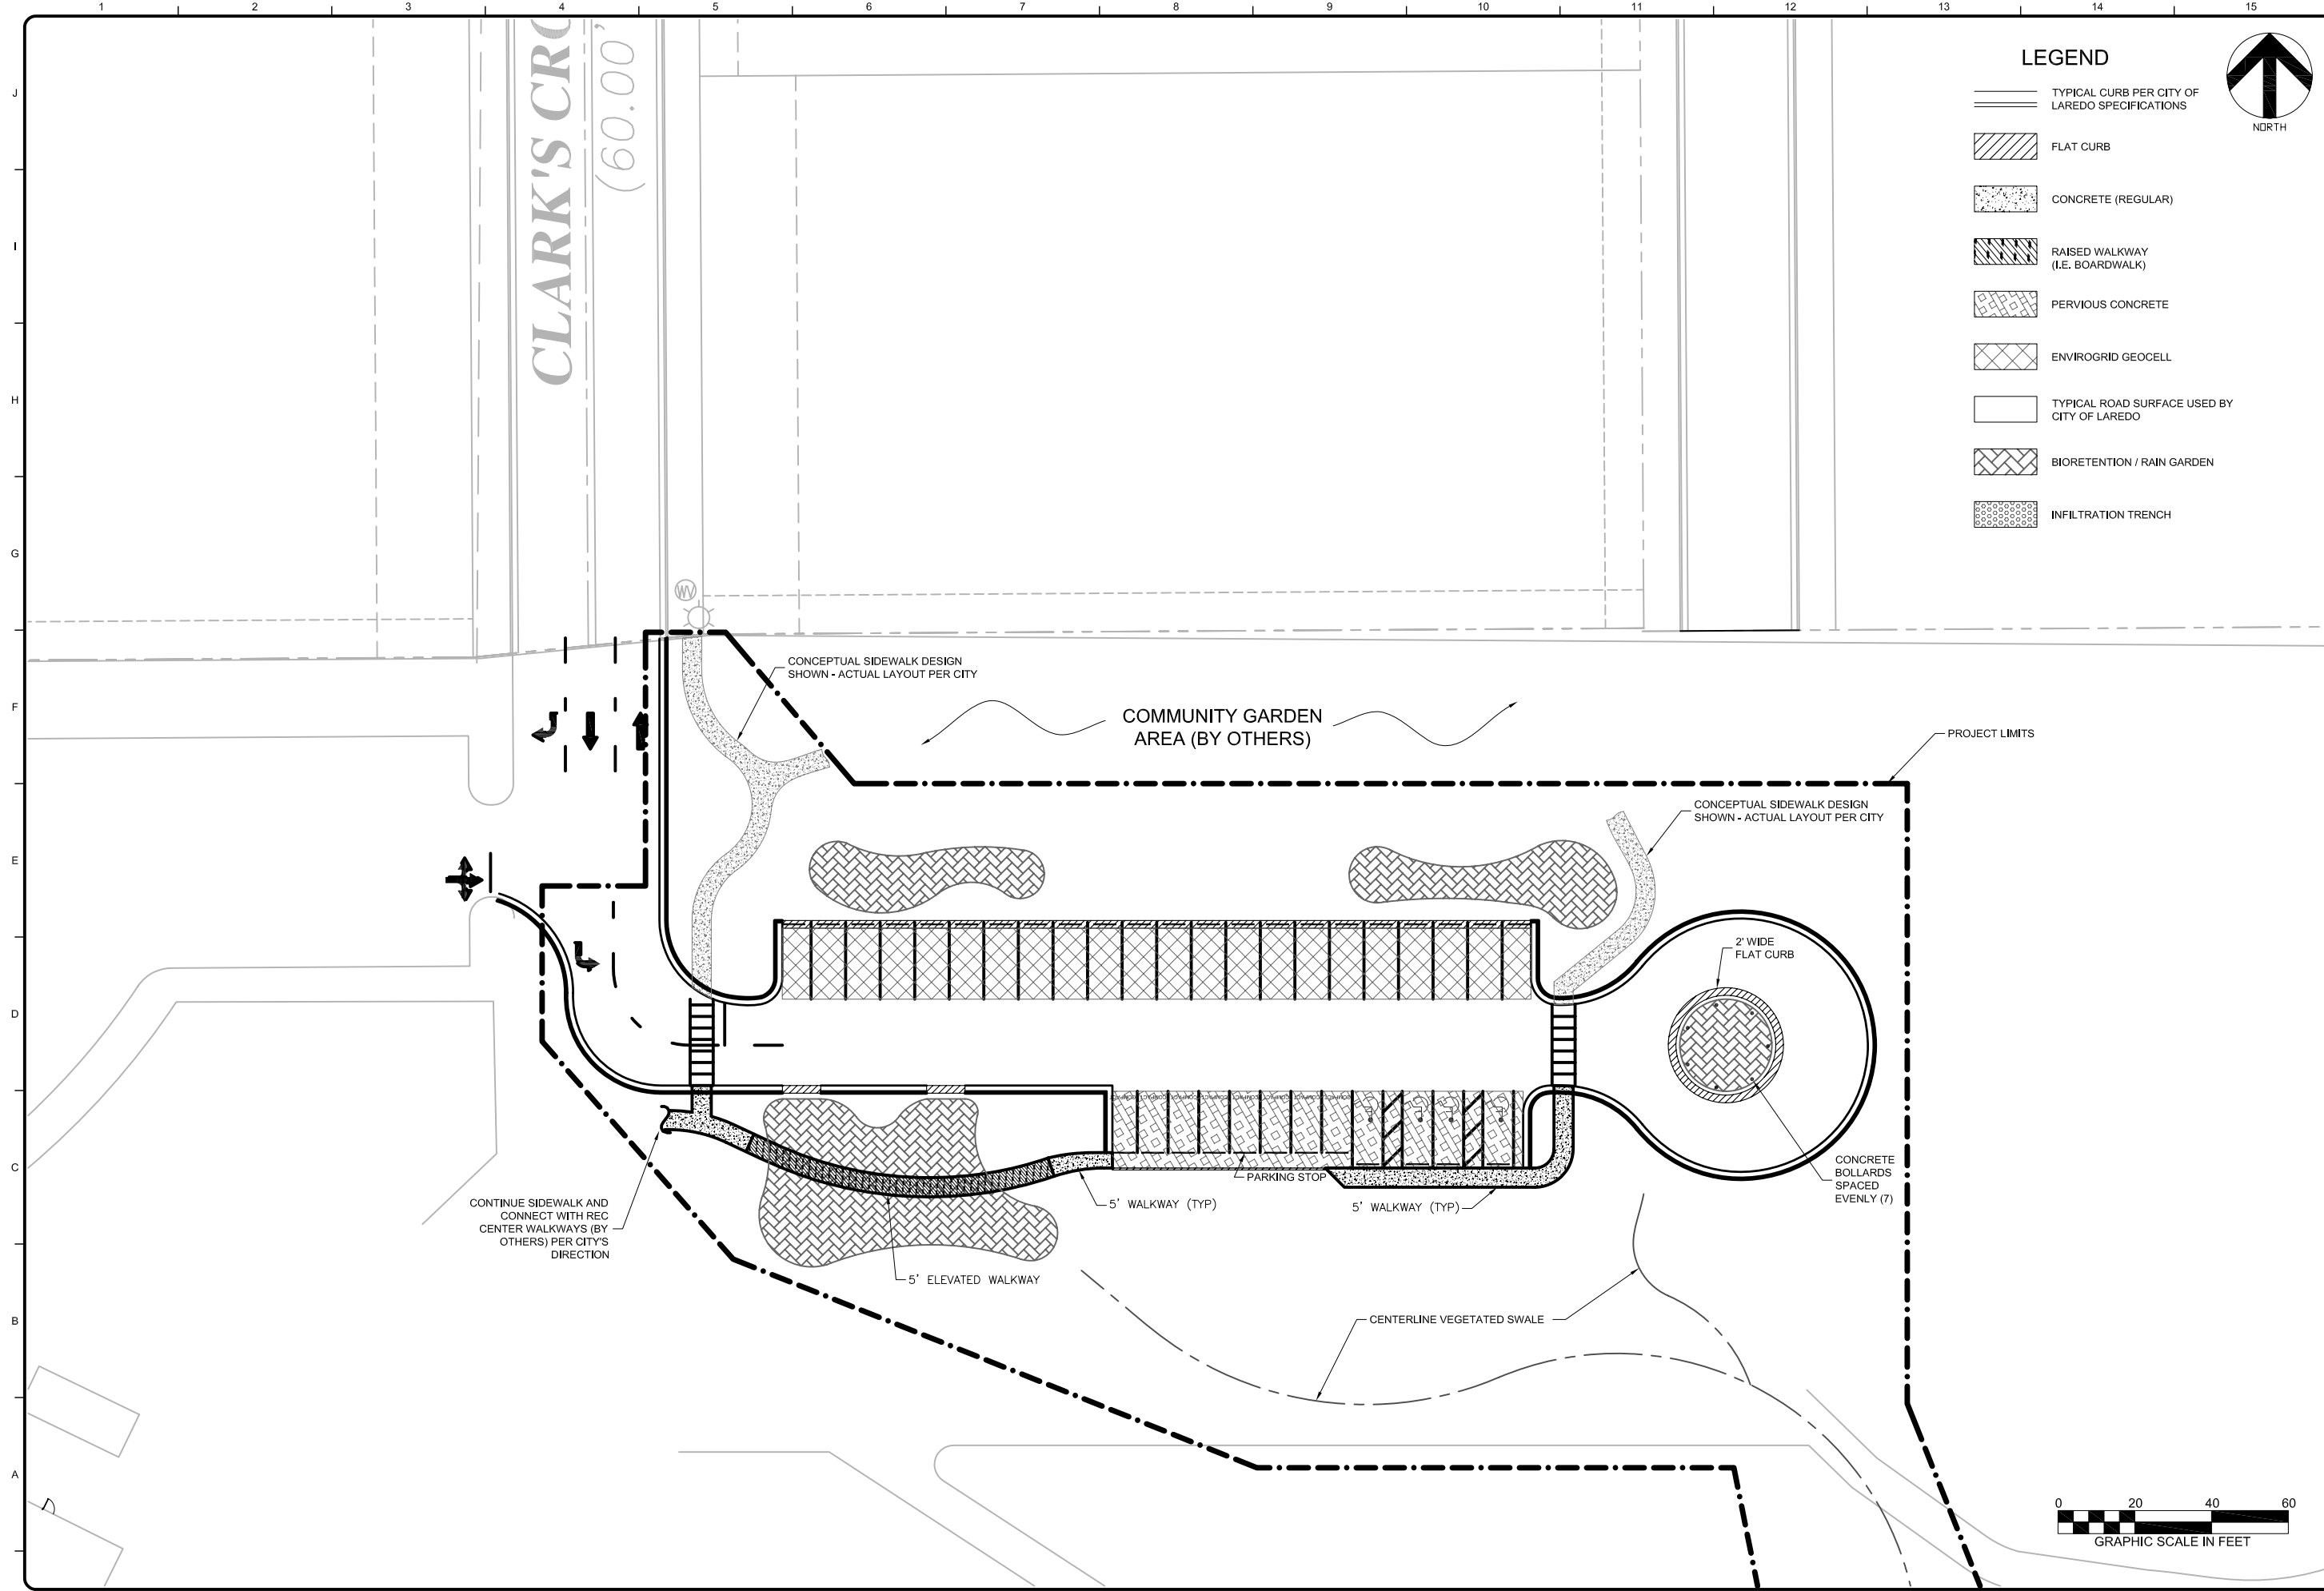 1 2 3 4 5 6 7 8 9 10 11 12 13 14 15
J
I
H
G
F
E
D
C
B
A
CLARK'S
(60.00'
LEGEND
NORTH
TYPICAL CURB PER CITY OF
LAREDO SPECIFICATIONS
FLAT CURB
CONCRETE (REGULAR)
RAISED WALKWAY
(I.E. BOARDWALK)
PERVIOUS CONCRETE
ENVIROGRID GEOCELL
TYPICAL ROAD SURFACE USED BY
CITY OF LAREDO
BIORETENTION / RAIN GARDEN
INFILTRATION TRENCH
WV
CONCEPTUAL SIDEWALK DESIGN
SHOWN - ACTUAL LAYOUT PER CITY
COMMUNITY GARDEN
AREA (BY OTHERS)
PROJECT LIMITS
CONCEPTUAL SIDEWALK DESIGN
SHOWN - ACTUAL LAYOUT PER CITY
2' WIDE
FLAT CURB
CONCRETE
BOLLARDS
SPACED
EVENLY (7)
PARKING STOP
5' WALKWAY (TYP)
5' WALKWAY (TYP)
CONTINUE SIDEWALK AND
CONNECT WITH REC
CENTER WALKWAYS (BY
OTHERS) PER CITY'S
DIRECTION
5' ELEVATED WALKWAY
CENTERLINE VEGETATED SWALE
0 20 40 60
GRAPHIC SCALE IN FEET